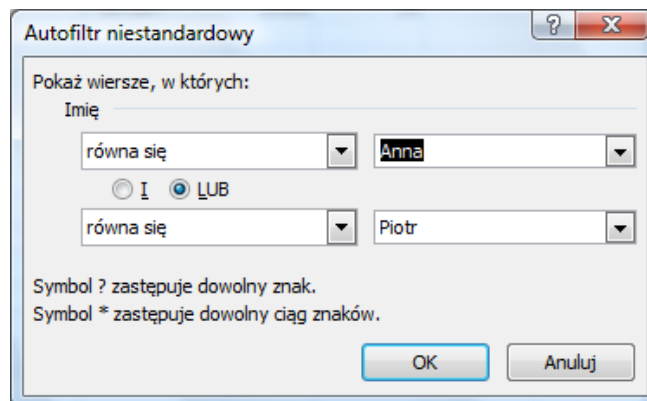 Autofiltr niestandardowy
Pokaż wiersze, w których:
Imię
równa się Anna
I LUB
równa się Piotr
Symbol ? zastępuje dowolny znak.
Symbol * zastępuje dowolny ciąg znaków.
OK Anuluj